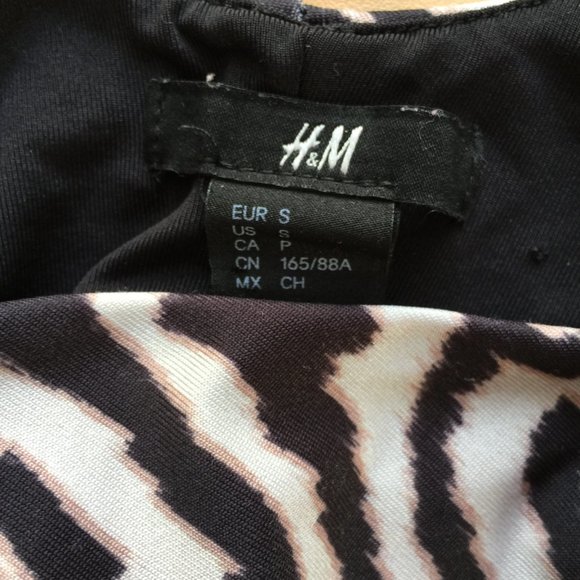 H&M
EUR S
US S
CA P
CN 165/88A
MX CH